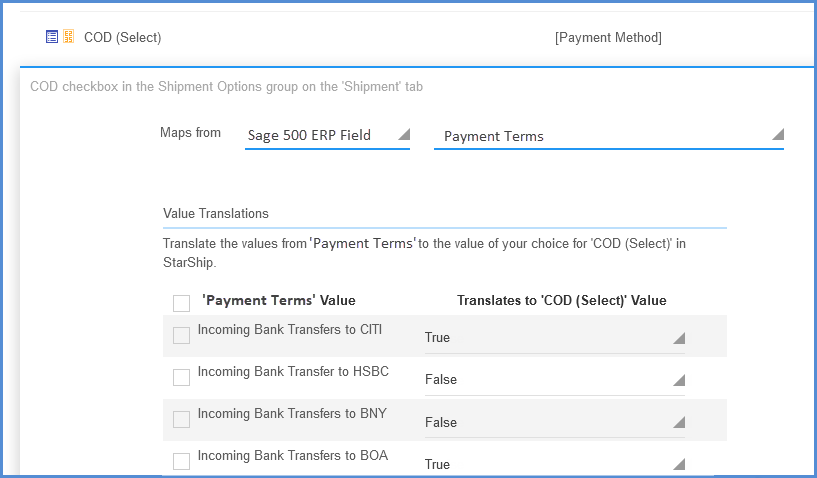 COD (Select) [Payment Method]
COD checkbox in the Shipment Options group on the 'Shipment' tab
Maps from Sage 500 ERP Field Payment Terms
Value Translations
Translate the values from 'Payment Terms' to the value of your choice for 'COD (Select)' in
StarShip.
'Payment Terms' Value Translates to 'COD (Select)' Value
Incoming Bank Transfers to CITI True
Incoming Bank Transfer to HSBC False
Incoming Bank Transfers to BNY False
Incoming Bank Transfers to BOA True